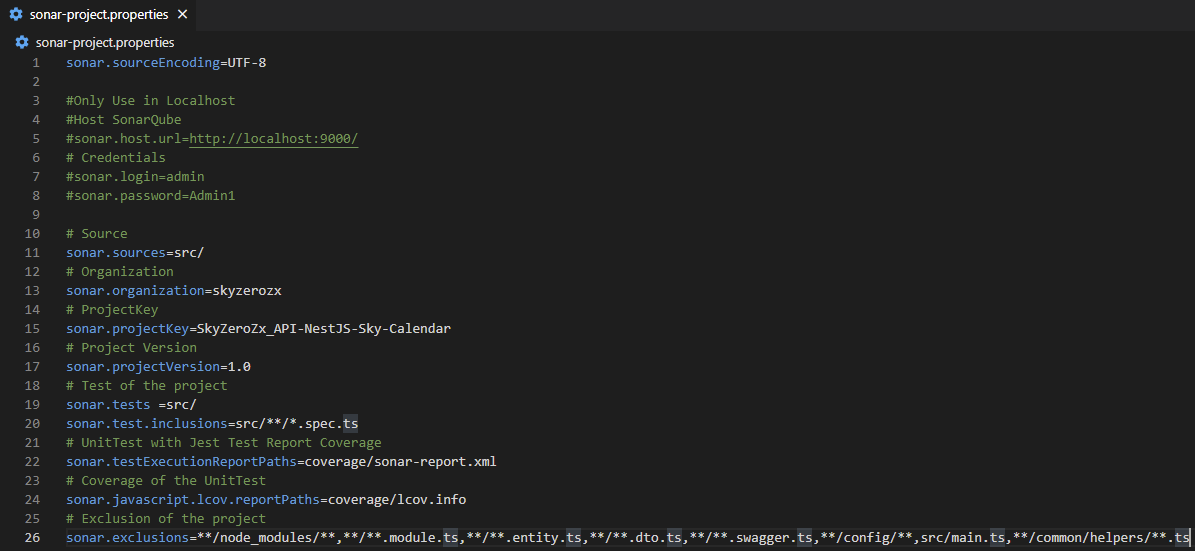 sonar-project.properties ×
sonar-project.properties
1 sonar.sourceEncoding=UTF-8
2
3 #Only Use in Localhost
4 #Host SonarQube
5 #sonar.host.url=http://localhost:9000/
6 # Credentials
7 #sonar.login=admin
8 #sonar.password=Admin1
9
10 # Source
11 sonar.sources=src/
12 # Organization
13 sonar.organization=skyzerozx
14 # ProjectKey
15 sonar.projectKey=SkyZeroZx_API-NestJS-Sky-Calendar
16 # Project Version
17 sonar.projectVersion=1.0
18 # Test of the project
19 sonar.tests =src/
20 sonar.test.inclusions=src/**/*.spec.ts
21 # UnitTest with Jest Test Report Coverage
22 sonar.testExecutionReportPaths=coverage/sonar-report.xml
23 # Coverage of the UnitTest
24 sonar.javascript.lcov.reportPaths=coverage/lcov.info
25 # Exclusion of the project
26 sonar.exclusions=**/node_modules/**,**/**.module.ts,**/**.entity.ts,**/**.dto.ts,**/**.swagger.ts,**/config/**,src/main.ts,**/common/helpers/**.ts